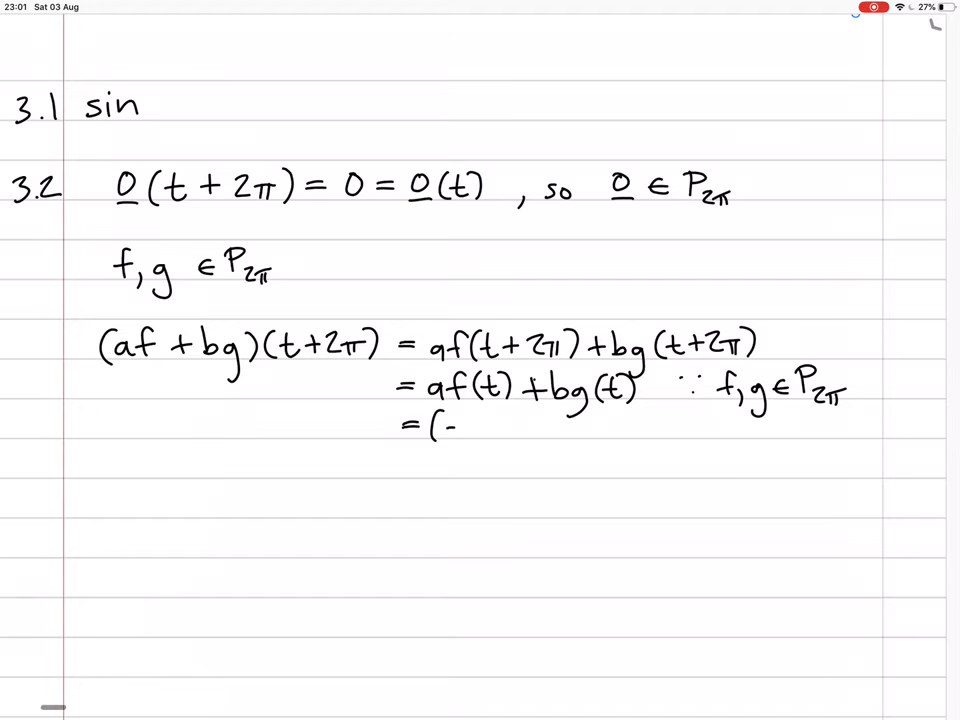 23:01 Sat 03 Aug 27%
3.1 sin
3.2 0(t + 2π) = 0 = 0(t), so 0 ∈ P₂π
f, g ∈ P₂π
(af + bg)(t+2π) = af(t+2π) + bg(t+2π)
= af(t) + bg(t) ∵ f, g ∈ P₂π
= (-